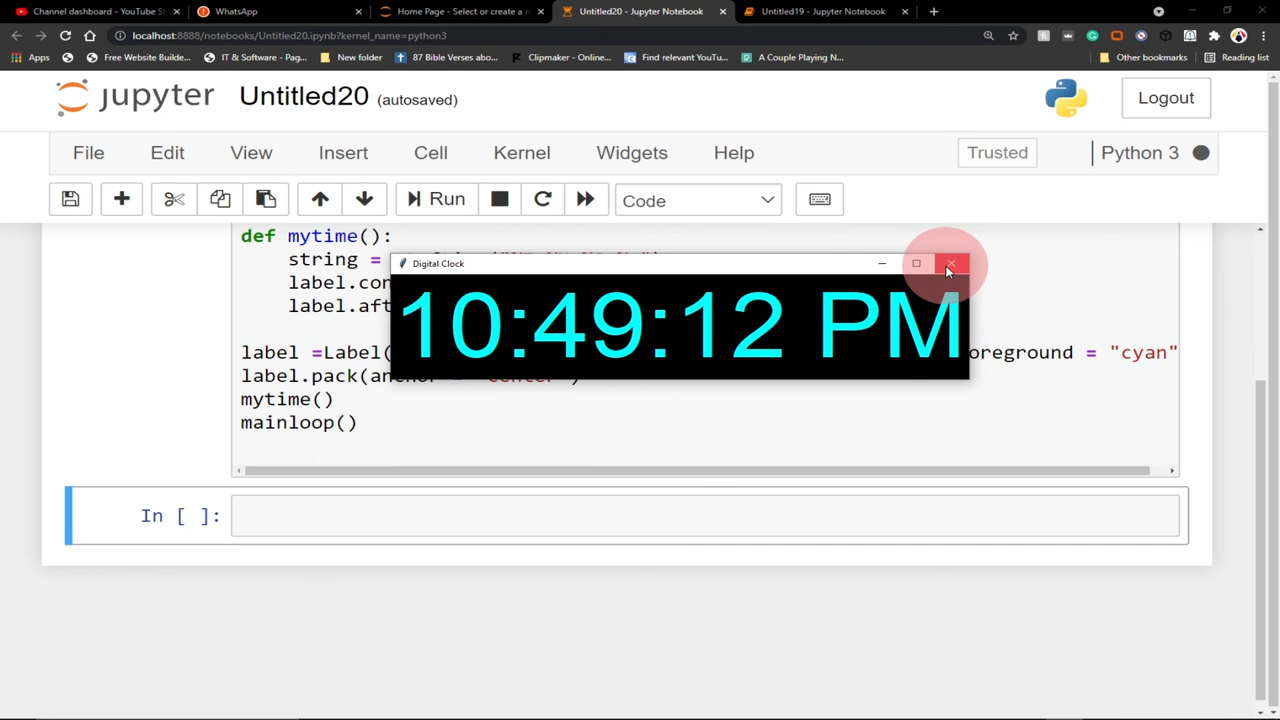 Channel dashboard - YouTube St
WhatsApp
Home Page - Select or create a n
Untitled20 - Jupyter Notebook
Untitled19 - Jupyter Notebook
localhost:8888/notebooks/Untitled20.ipynb?kernel_name=python3
Apps
Free Website Builde...
IT & Software - Pag...
New folder
87 Bible Verses abo...
Clipmaker - Online...
Find relevant YouTu...
A Couple Playing N...
Other bookmarks
Reading list
jupyter Untitled20 (autosaved)
Logout
File Edit View Insert Cell Kernel Widgets Help
Trusted
Python 3
Run
Code
def mytime():
string =
label.con
label.aft
Digital Clock
10:49:12 PM
label =Label( oreground = "cyan"
label.pack(
mytime()
mainloop()
In [ ]: